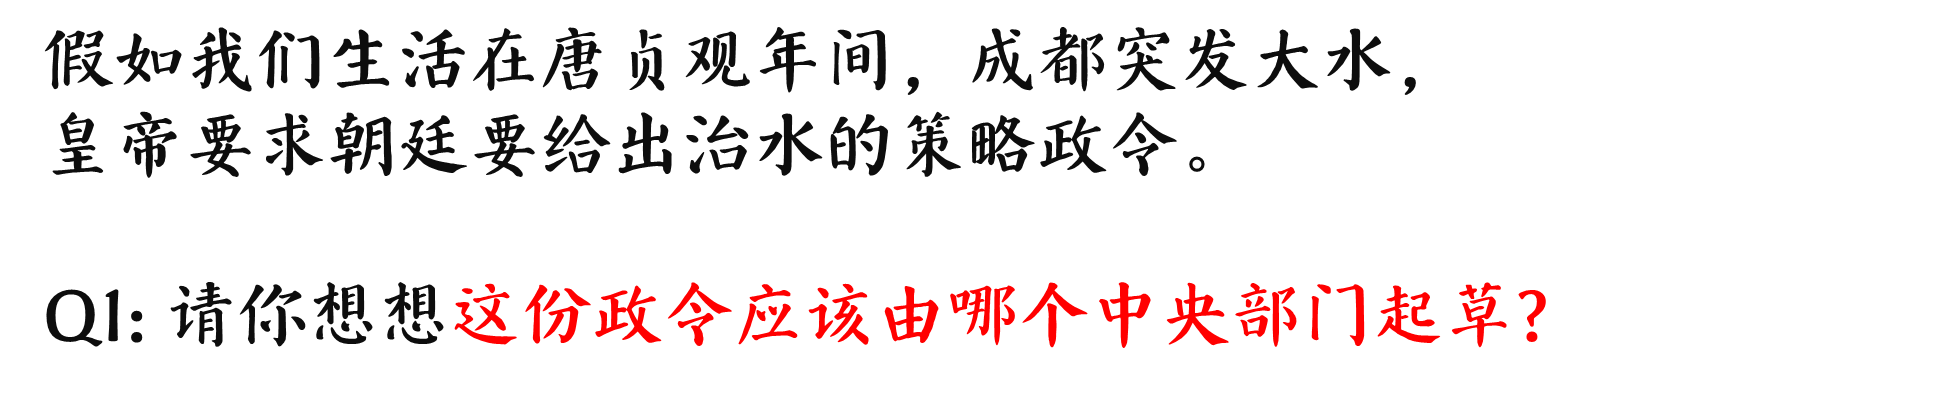 假如我们生活在唐贞观年间，成都突发大水，
皇帝要求朝廷要给出治水的策略政令。
Q1: 请你想想这份政令应该由哪个中央部门起草？